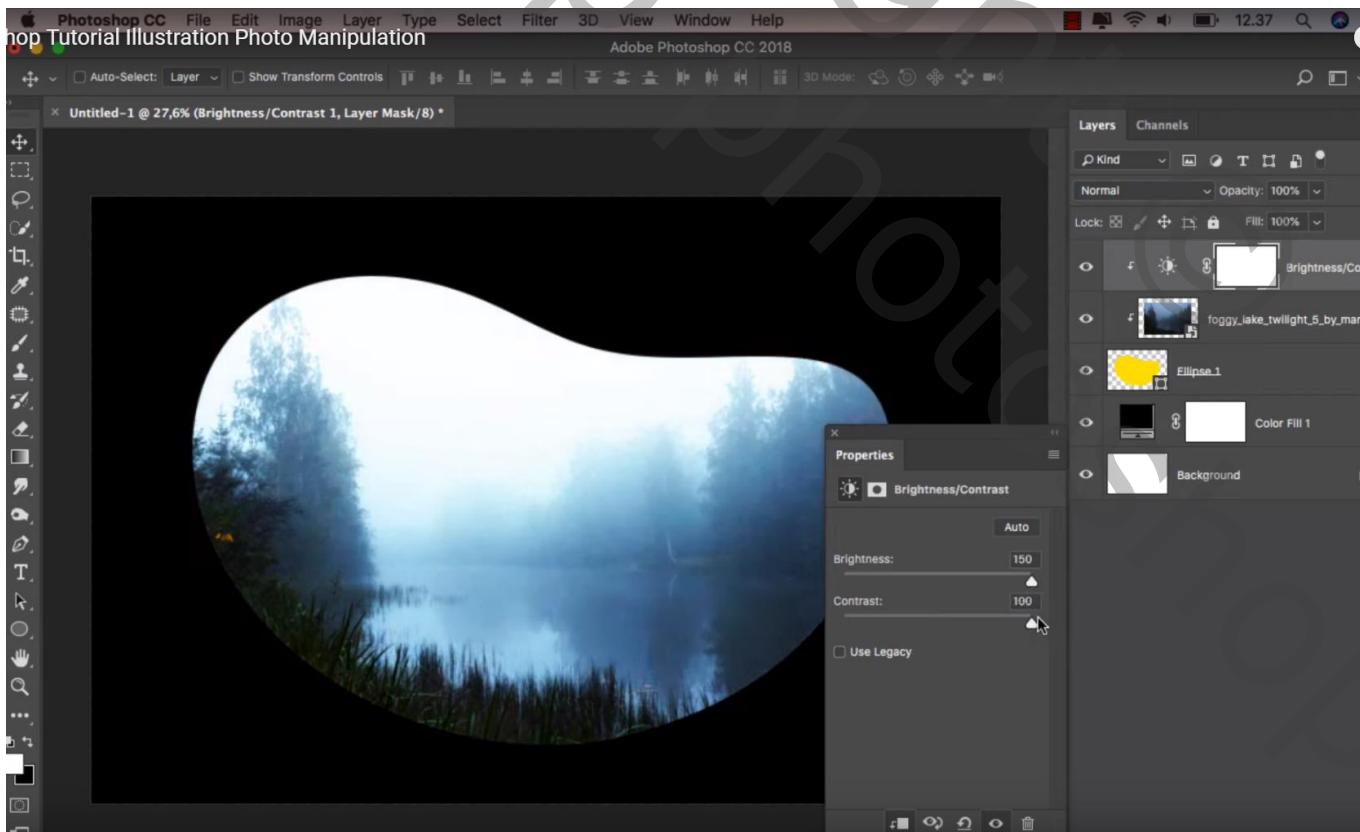 Photoshop CC File Edit Image Layer Type Select Filter 3D View Window Help 12.37
hop Tutorial Illustration Photo Manipulation
Adobe Photoshop CC 2018
Auto-Select: Layer Show Transform Controls 3D Mode:
× Untitled-1 @ 27,6% (Brightness/Contrast 1, Layer Mask/8) *
Layers Channels
Kind
Normal Opacity: 100%
Lock: Fill: 100%
Brightness/Co
foggy_lake_twilight_5_by_mar
Ellipse 1
Color Fill 1
Background
Properties
Brightness/Contrast
Auto
Brightness: 150
Contrast: 100
Use Legacy